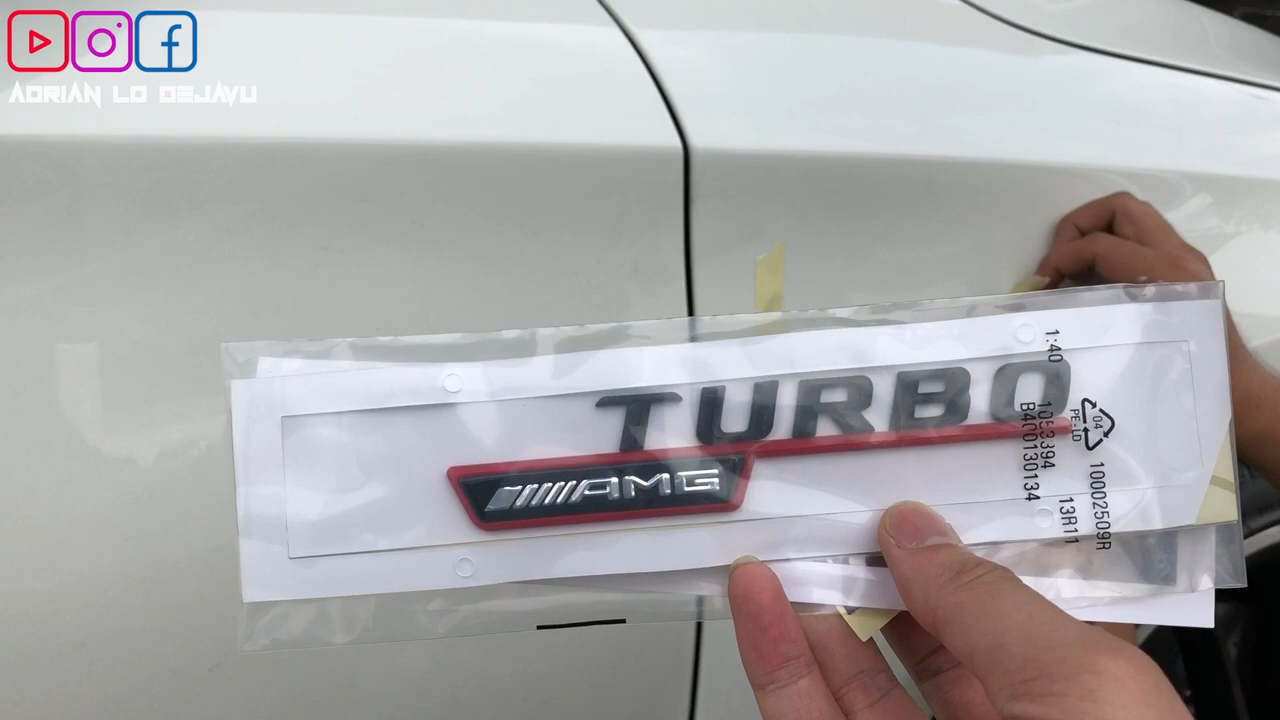 ADRIAN LO DEJAVU
TURBO
AMG
1:40
1053394
B400130134
13R11
04
PE-LD
10002509R